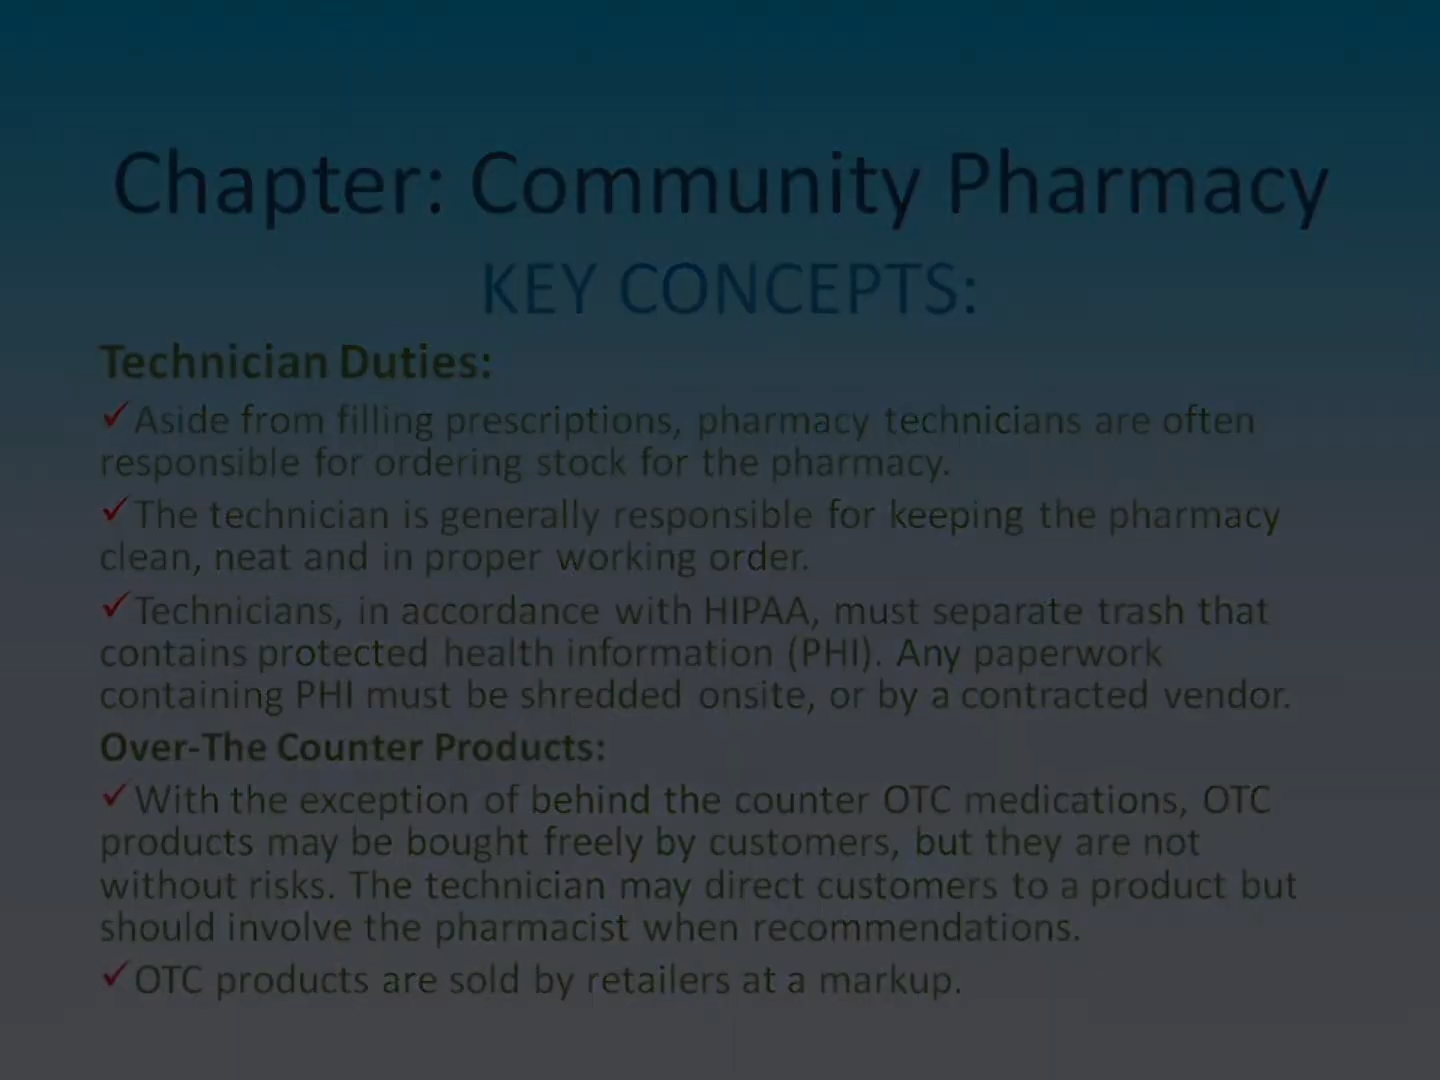 Chapter: Community Pharmacy
KEY CONCEPTS:
Technician Duties:
✓Aside from filling prescriptions, pharmacy technicians are often
responsible for ordering stock for the pharmacy.
✓The technician is generally responsible for keeping the pharmacy
clean, neat and in proper working order.
✓Technicians, in accordance with HIPAA, must separate trash that
contains protected health information (PHI). Any paperwork
containing PHI must be shredded onsite, or by a contracted vendor.
Over-The Counter Products:
✓With the exception of behind the counter OTC medications, OTC
products may be bought freely by customers, but they are not
without risks. The technician may direct customers to a product but
should involve the pharmacist when recommendations.
✓OTC products are sold by retailers at a markup.